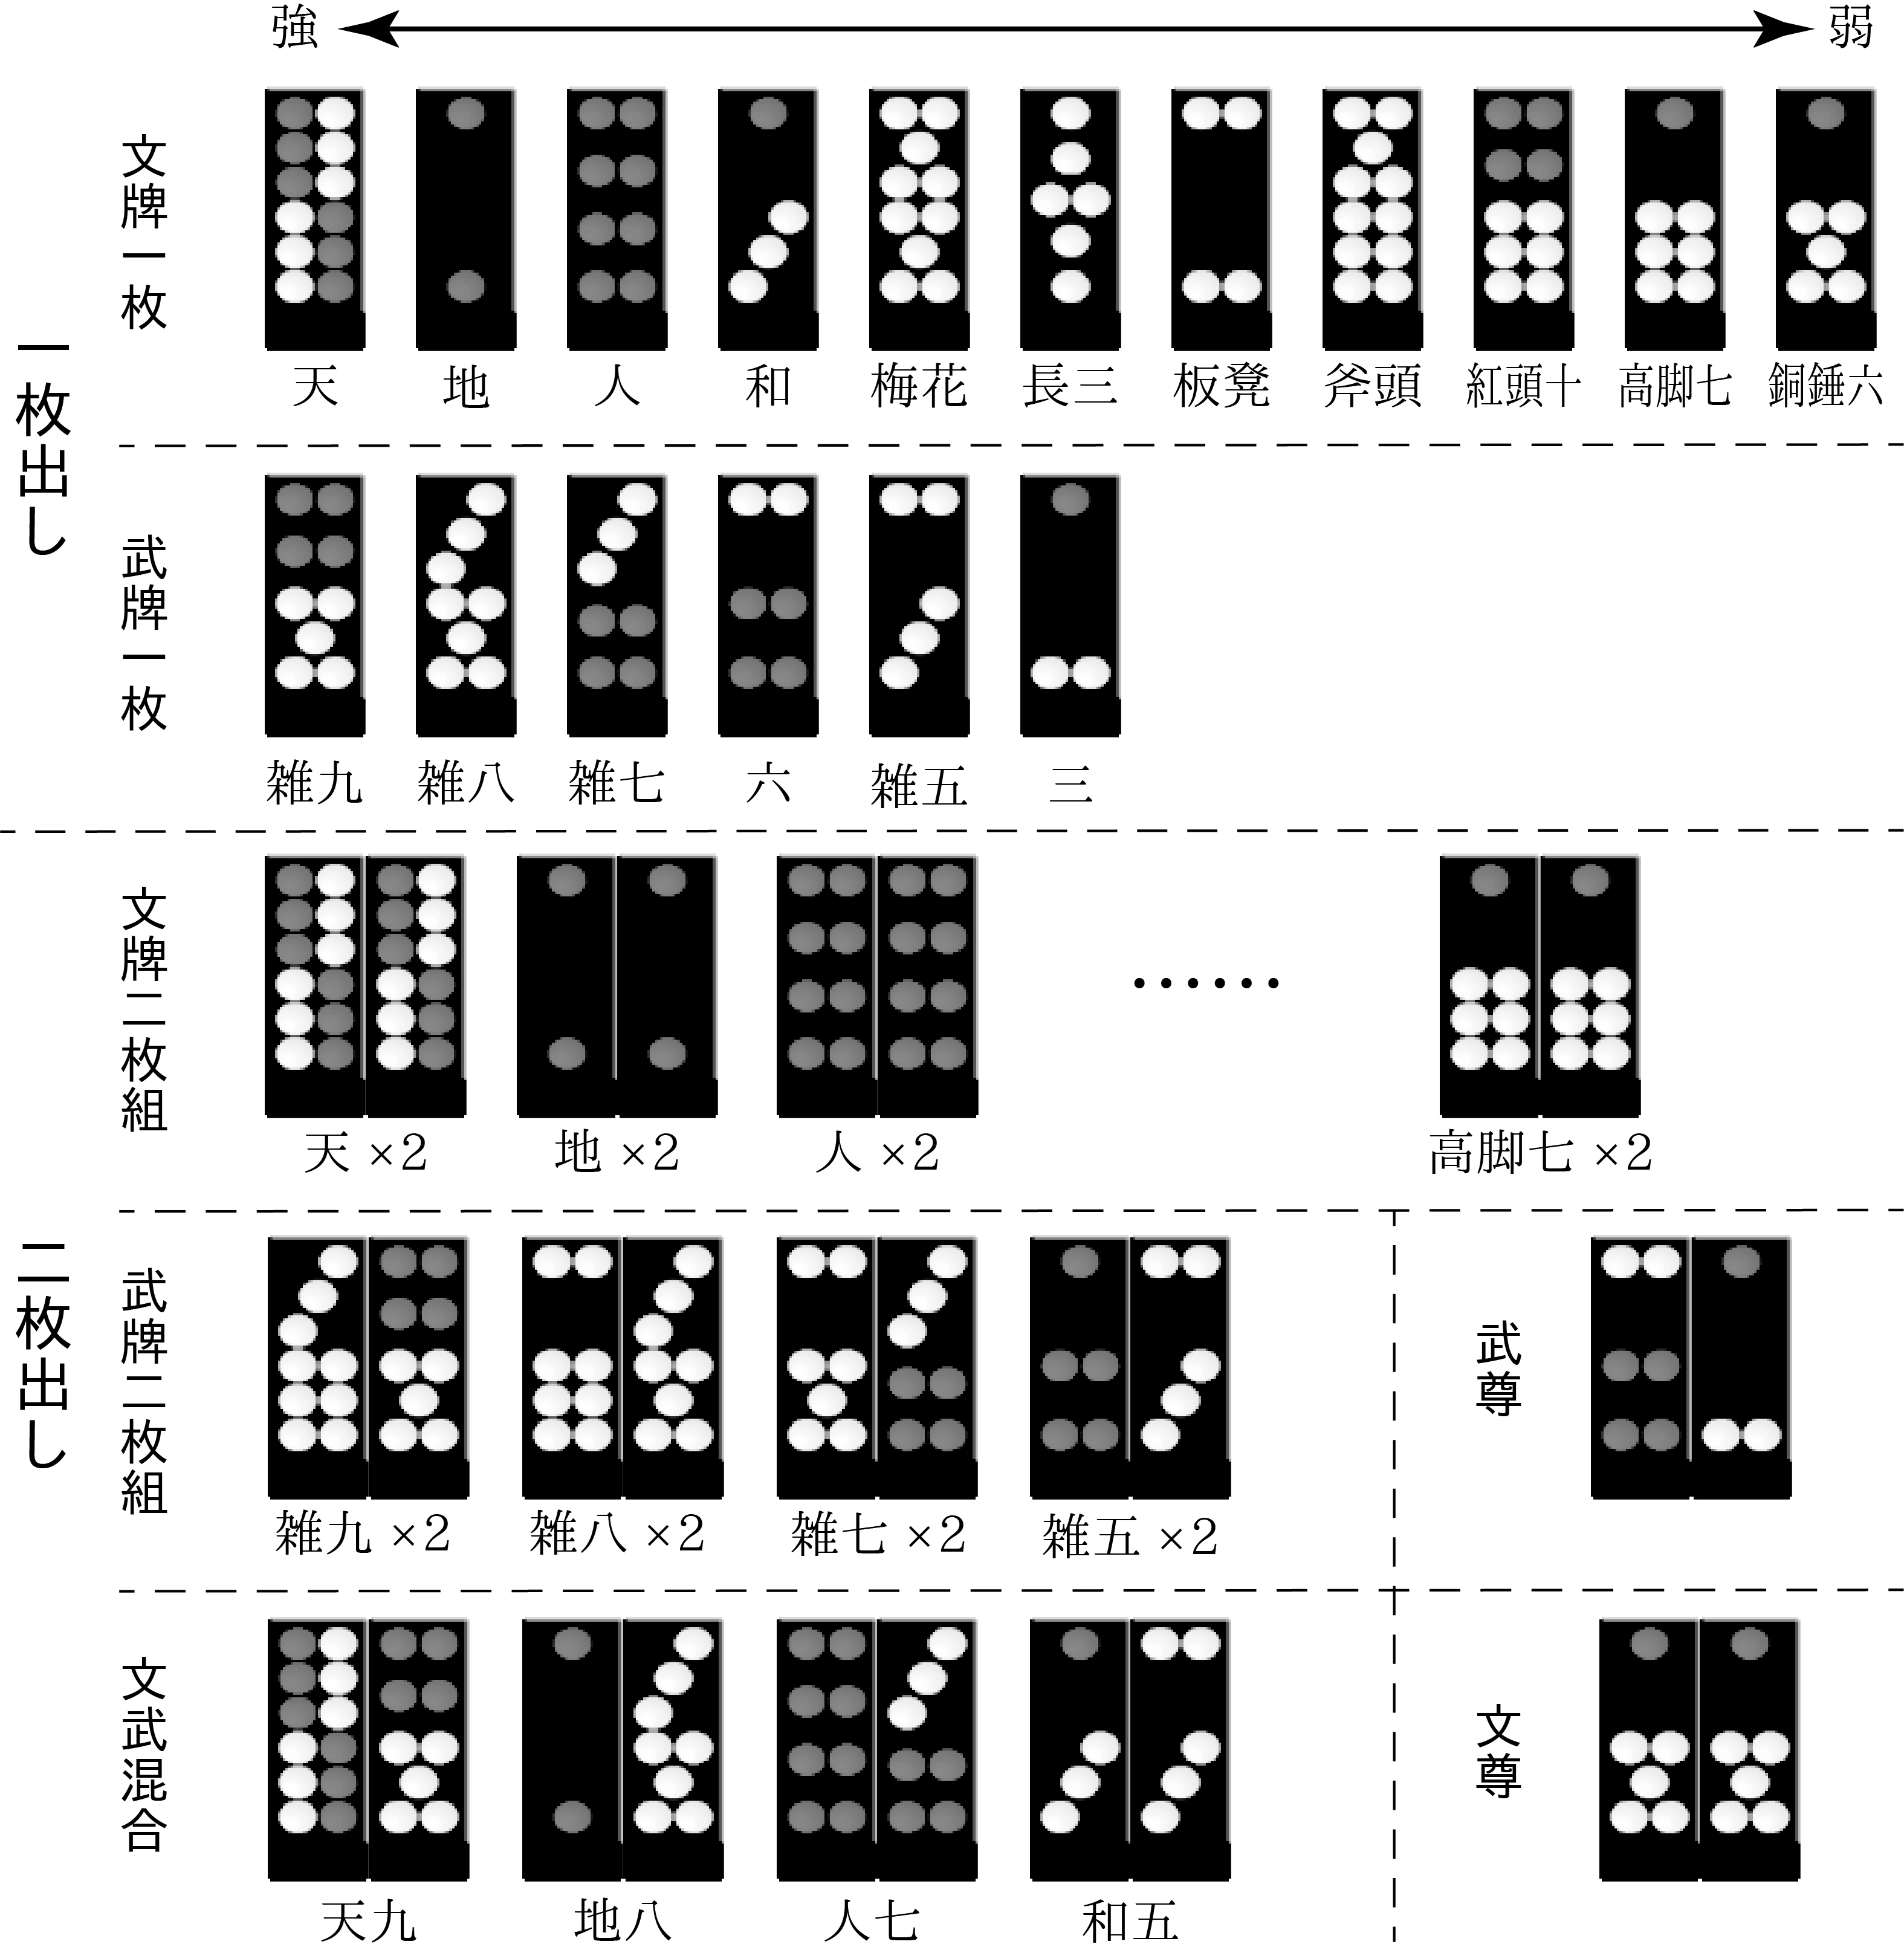 強 弱
一枚出し
文牌一枚
天 地 人 和 梅花 長三 板凳 斧頭 紅頭十 高脚七 銅錘六
武牌一枚
雑九 雑八 雑七 六 雑五 三
二枚出し
文牌二枚組
天 ×2 地 ×2 人 ×2 ...... 高脚七 ×2
武牌二枚組
雑九 ×2 雑八 ×2 雑七 ×2 雑五 ×2
武尊
文武混合
天九 地八 人七 和五
文尊